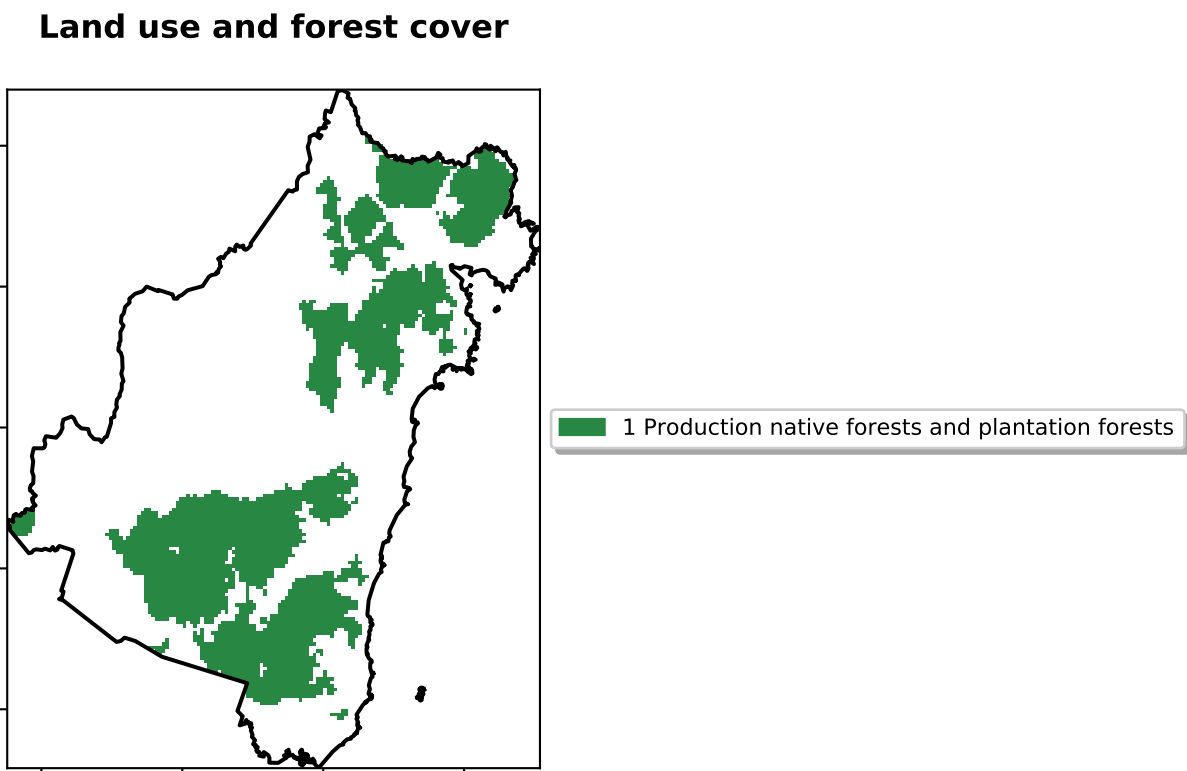 Land use and forest cover
1 Production native forests and plantation forests